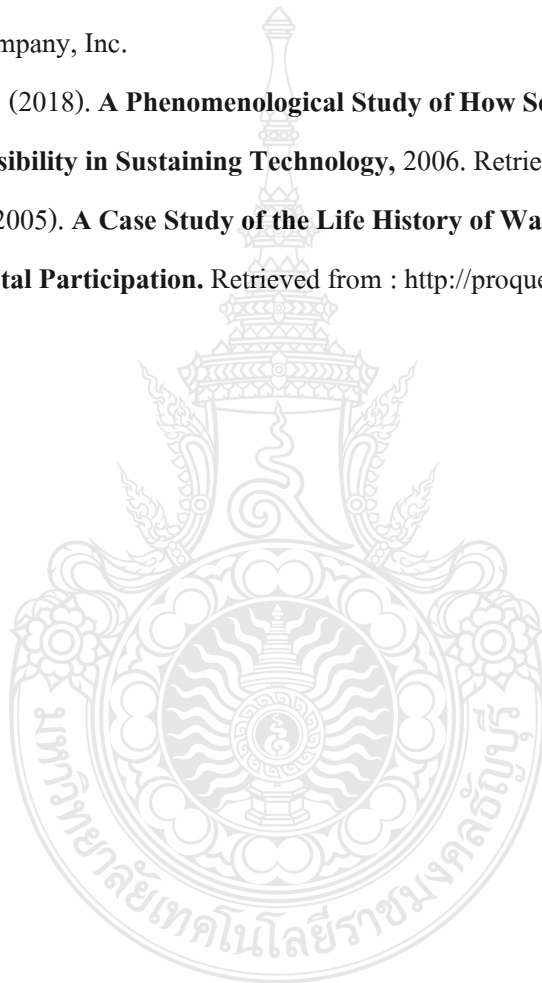 mpany, Inc.
(2018). A Phenomenological Study of How Se
sibility in Sustaining Technology, 2006. Retrie
2005). A Case Study of the Life History of Wa
tal Participation. Retrieved from : http://proque
มหาวิทยาลัยเทคโนโลยีราชมงคลธัญบุรี